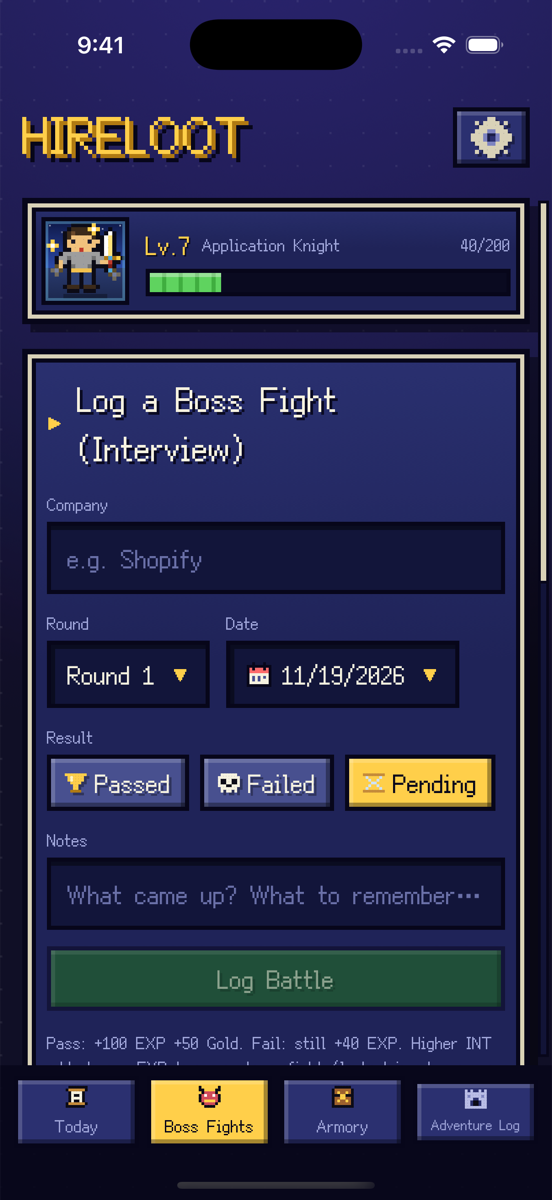 9:41
HIRELOOT
Lv.7 Application Knight 40/200
Log a Boss Fight
(Interview)
Company
e.g. Shopify
Round Date
Round 1 11/19/2026
Result
Passed Failed Pending
Notes
What came up? What to remember…
Log Battle
Pass: +100 EXP +50 Gold. Fail: still +40 EXP. Higher INT
Today Boss Fights Armory Adventure Log